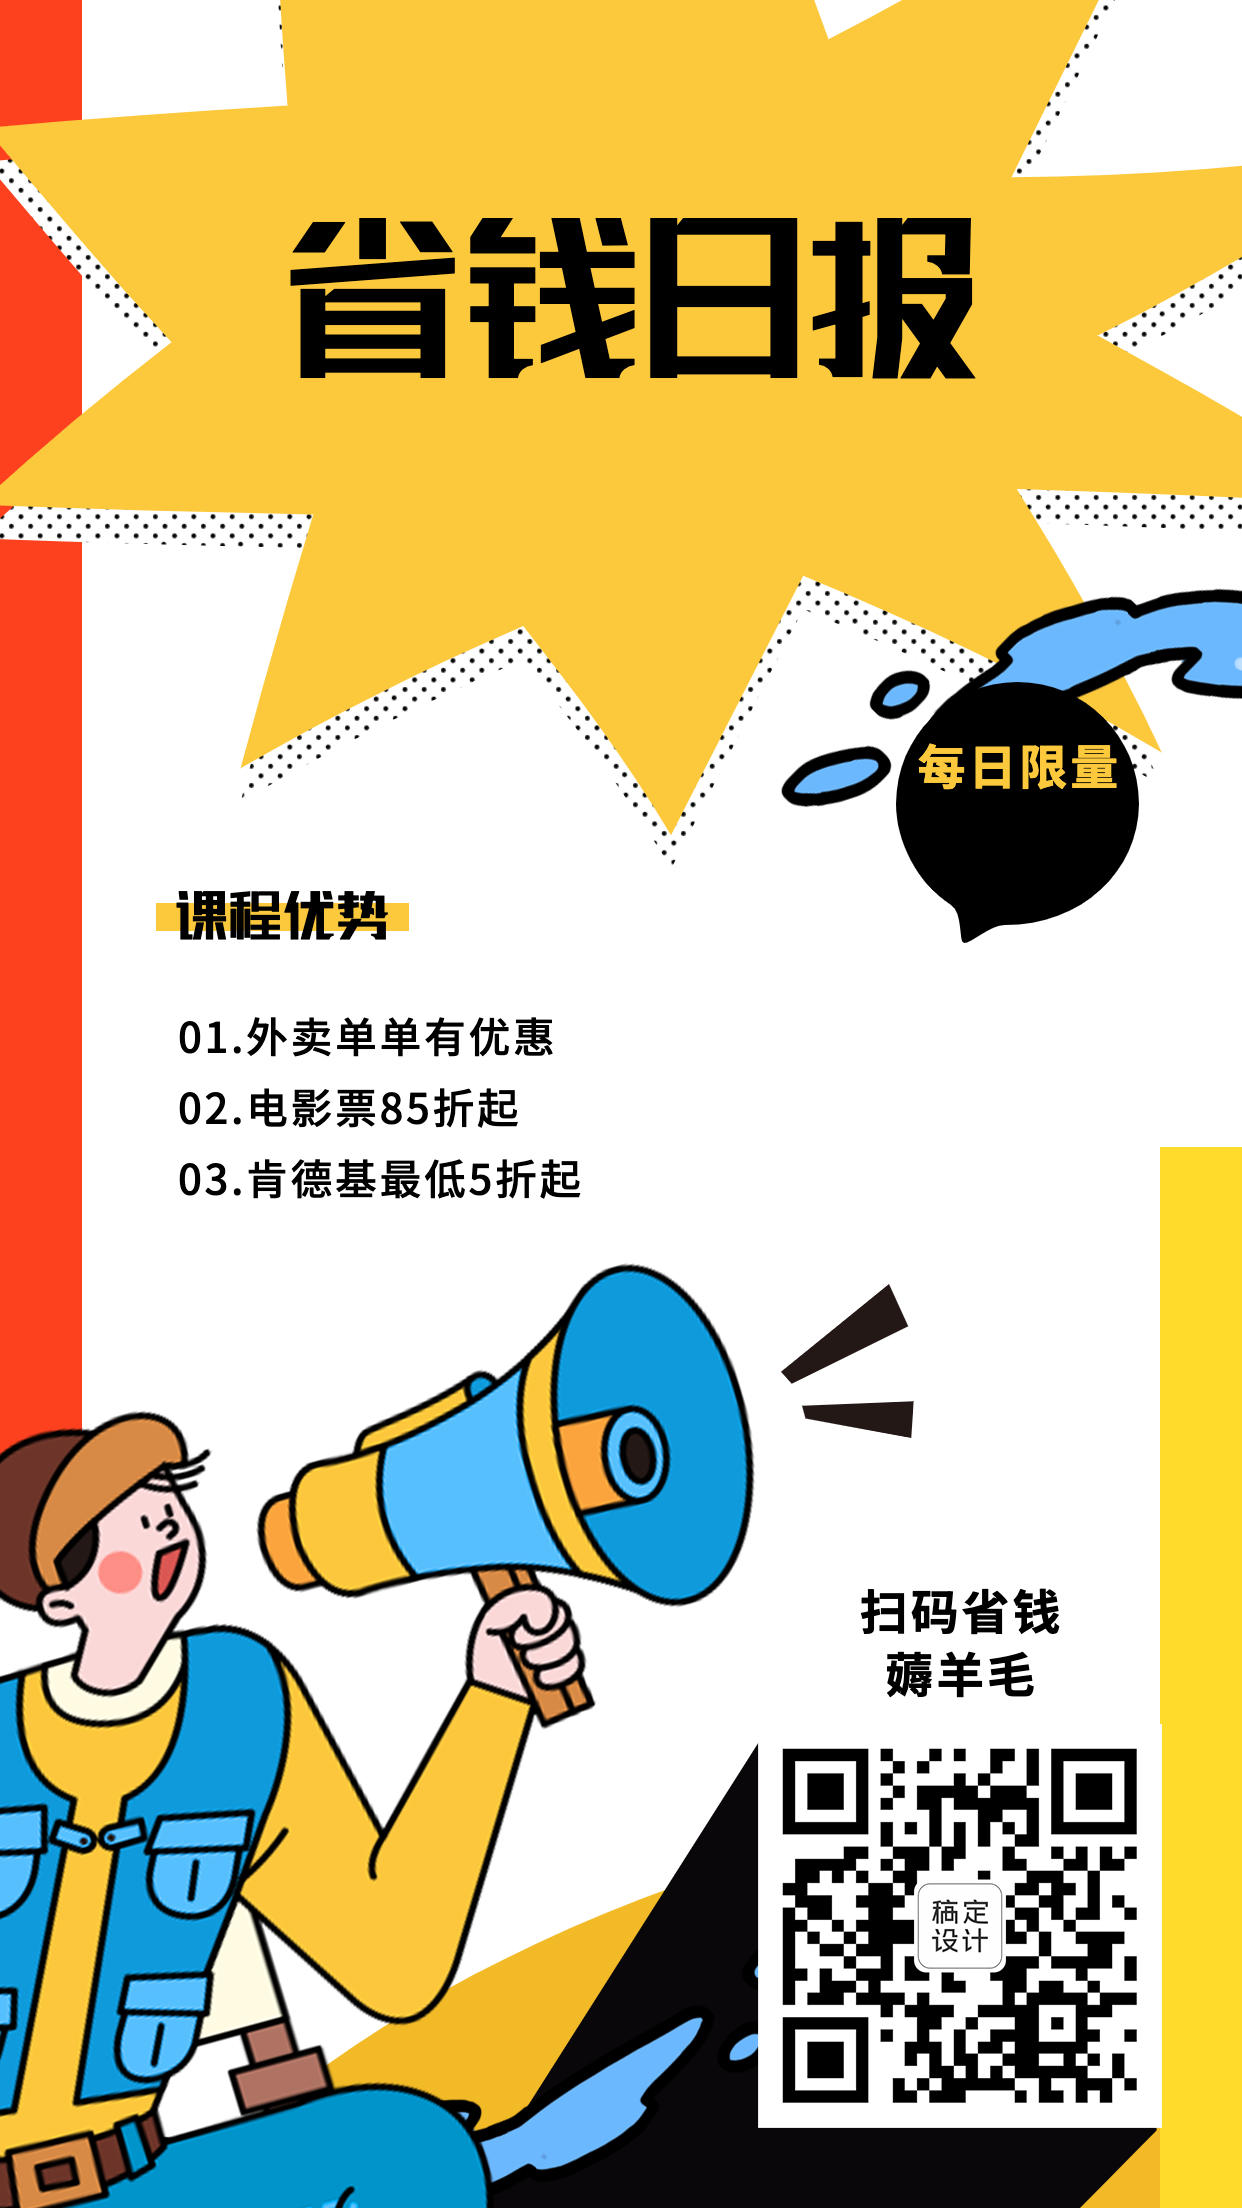 省钱日报
每日限量
课程优势
01.外卖单单有优惠
02.电影票85折起
03.肯德基最低5折起
扫码省钱
薅羊毛
稿定
设计